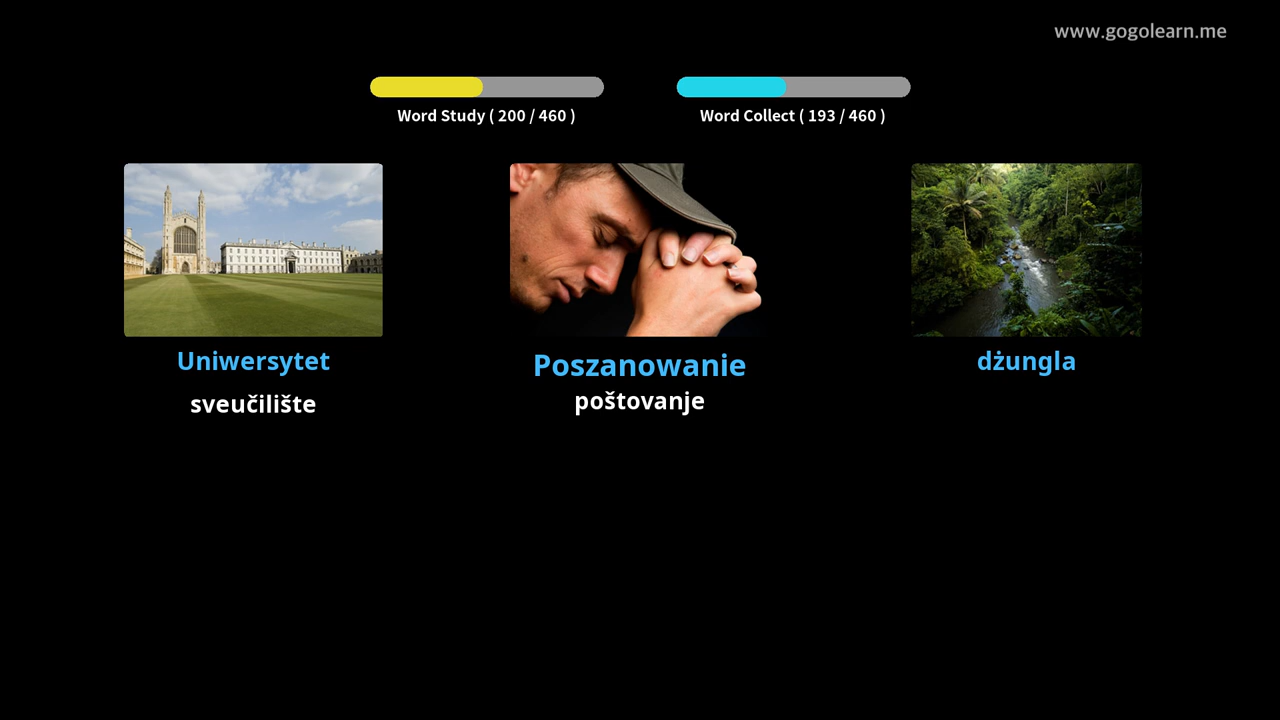 www.gogolearn.me
Word Study ( 200 / 460 )
Word Collect ( 193 / 460 )
Uniwersytet
sveučilište
Poszanowanie
poštovanje
dżungla